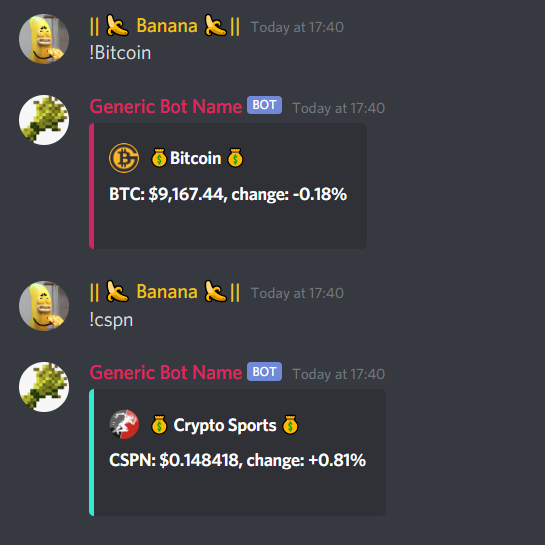 || 🍌 Banana 🍌 || Today at 17:40
!Bitcoin
Generic Bot Name BOT Today at 17:40
💰Bitcoin 💰
BTC: $9,167.44, change: -0.18%
|| 🍌 Banana 🍌 || Today at 17:40
!cspn
Generic Bot Name BOT Today at 17:40
💰 Crypto Sports 💰
CSPN: $0.148418, change: +0.81%